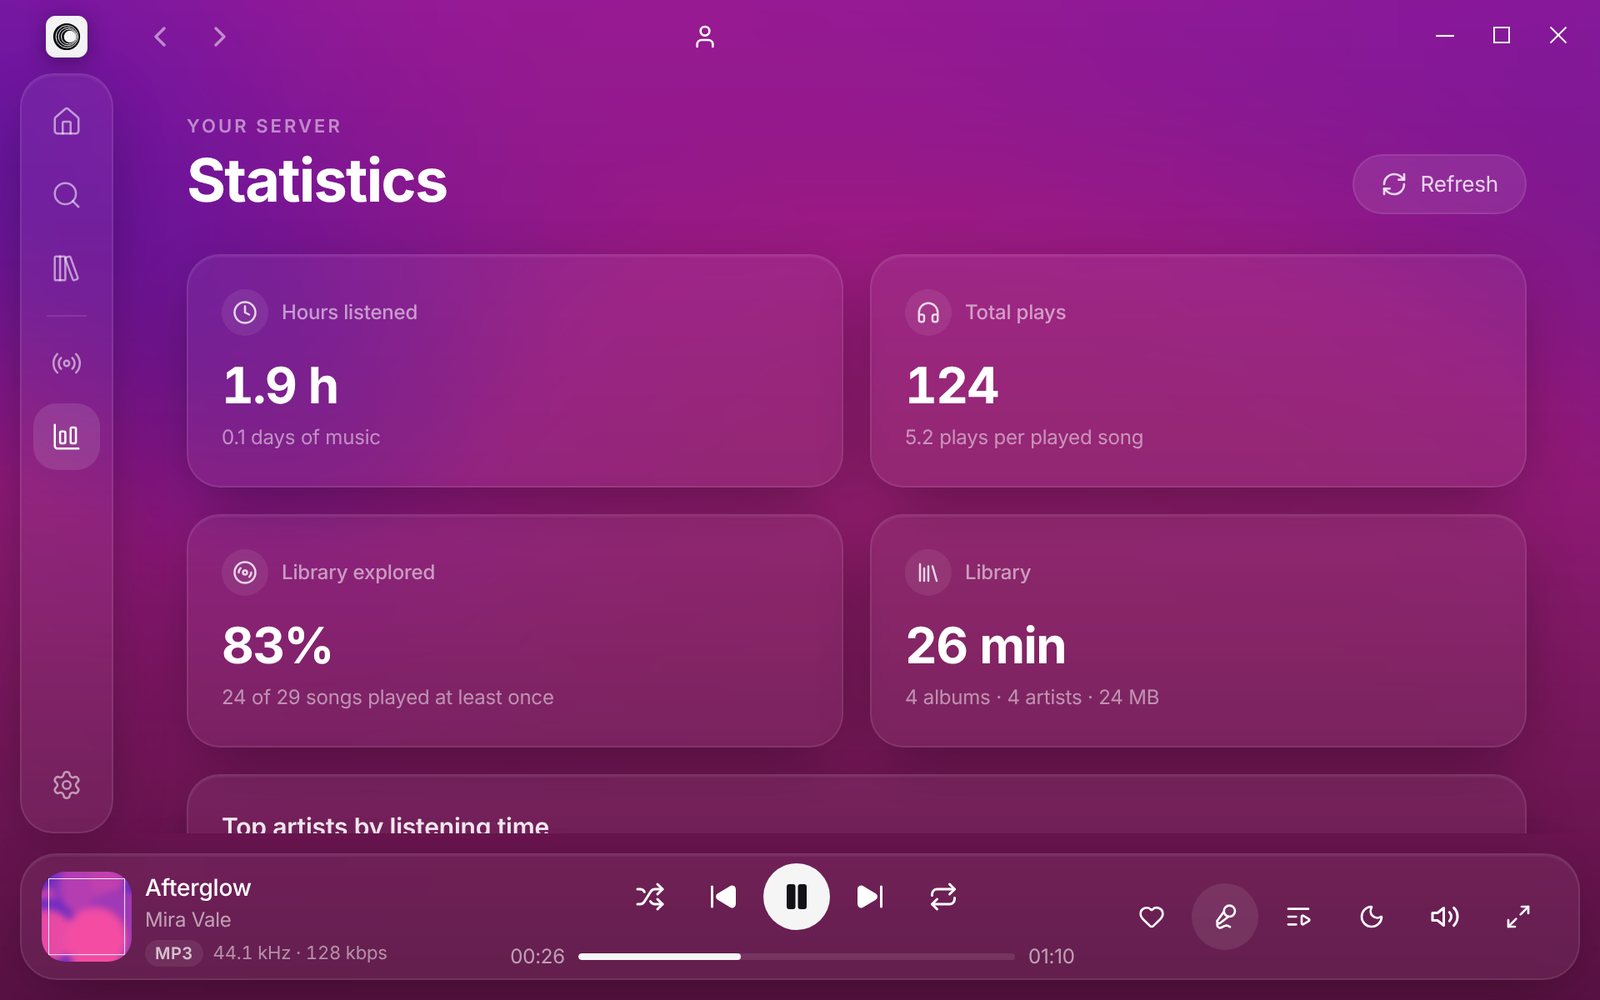 YOUR SERVER
Statistics
Refresh
Hours listened
1.9 h
0.1 days of music
Total plays
124
5.2 plays per played song
Library explored
83%
24 of 29 songs played at least once
Library
26 min
4 albums · 4 artists · 24 MB
Top artists by listening time
Afterglow
Mira Vale
MP3 44.1 kHz · 128 kbps
00:26
01:10